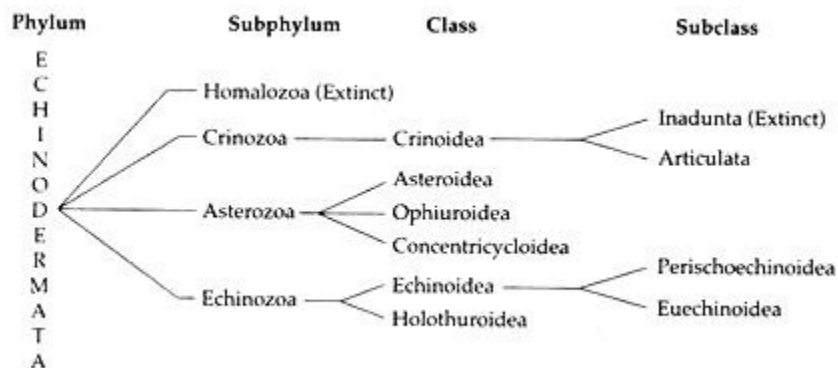 Phylum Subphylum Class Subclass
E
C
H
I
N
O
D
E
R
M
A
T
A
Homalozoa (Extinct)
Crinozoa Crinoidea
Inadunta (Extinct)
Articulata
Asterozoa
Asteroidea
Ophiuroidea
Concentricycloidea
Echinozoa
Echinoidea
Holothuroidea
Perischoechinoidea
Euechinoidea